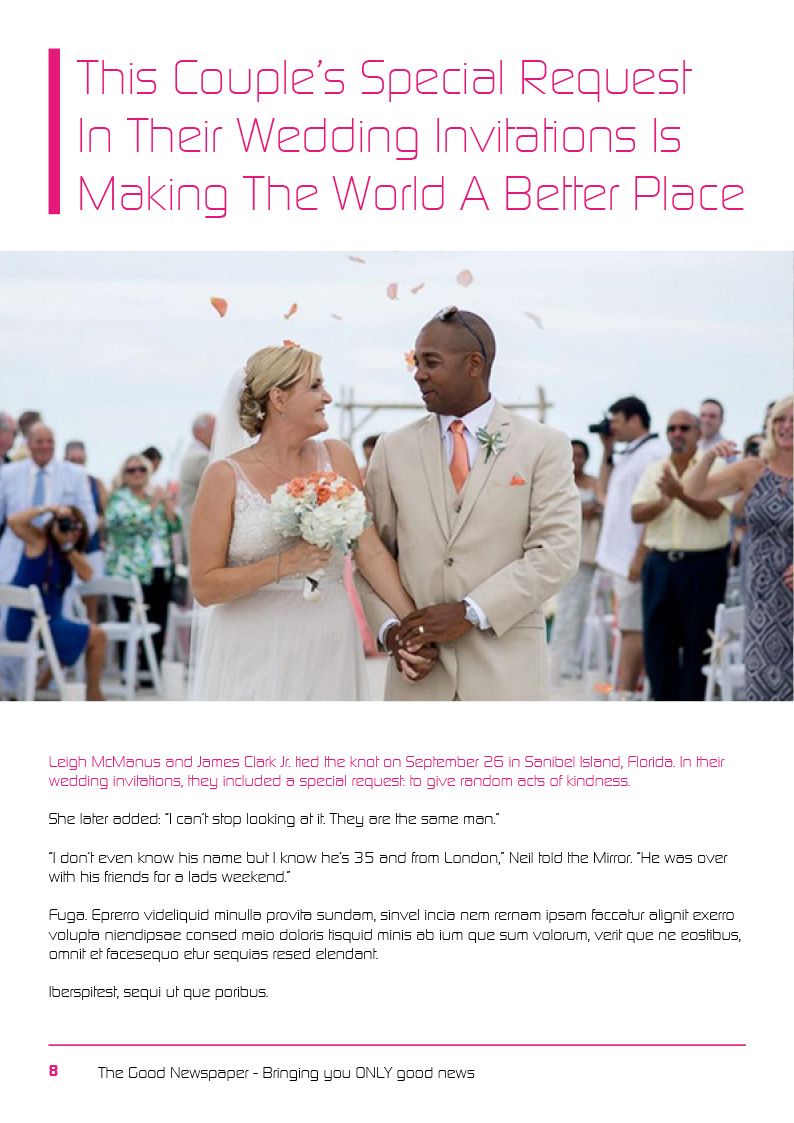 This Couple's Special Request
In Their Wedding Invitations Is
Making The World A Better Place
Leigh McManus and James Clark Jr. tied the knot on September 26 in Sanibel Island, Florida. In their
wedding invitations, they included a special request: to give random acts of kindness.
She later added: “I can't stop looking at it. They are the same man.”
“I don't even know his name but I know he's 35 and from London,” Neil told the Mirror. “He was over
with his friends for a lads weekend.”
Fuga. Eprerro videliquid minulla provita sundam, sinvel incia nem rernam ipsam faccatur alignit exerro
volupta niendipsae consed maio doloris tisquid minis ab ium que sum volorum, verit que ne eostibus,
omnit et facesequo etur sequias resed elendant.
Iberspitest, sequi ut que poribus.
8 The Good Newspaper - Bringing you ONLY good news